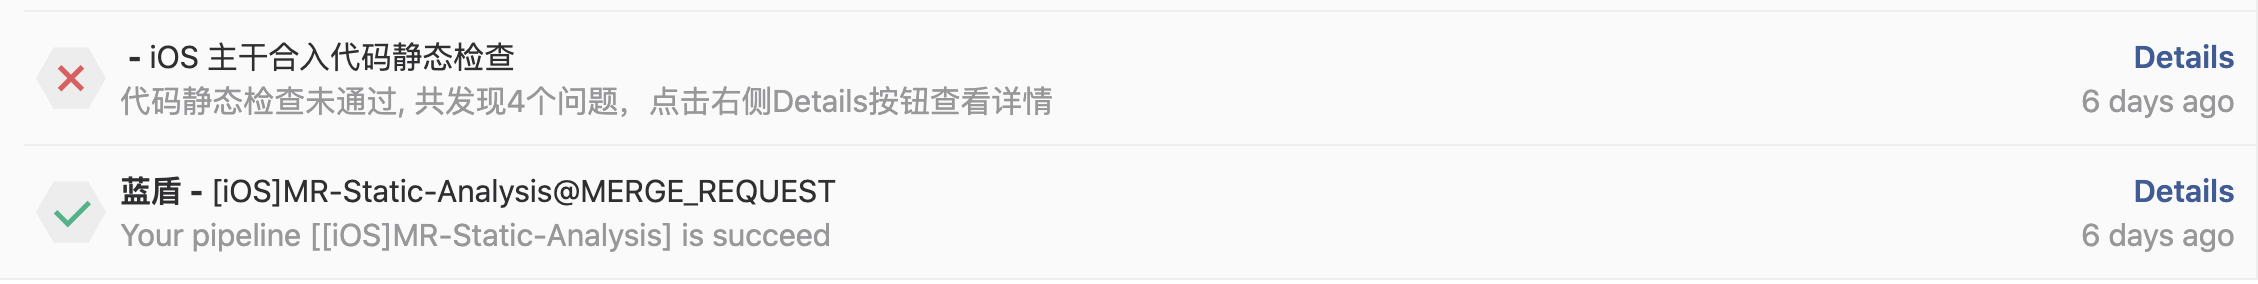 - iOS 主干合入代码静态检查
Details
代码静态检查未通过, 共发现4个问题，点击右侧Details按钮查看详情
6 days ago
蓝盾 - [iOS]MR-Static-Analysis@MERGE_REQUEST
Details
Your pipeline [[iOS]MR-Static-Analysis] is succeed
6 days ago